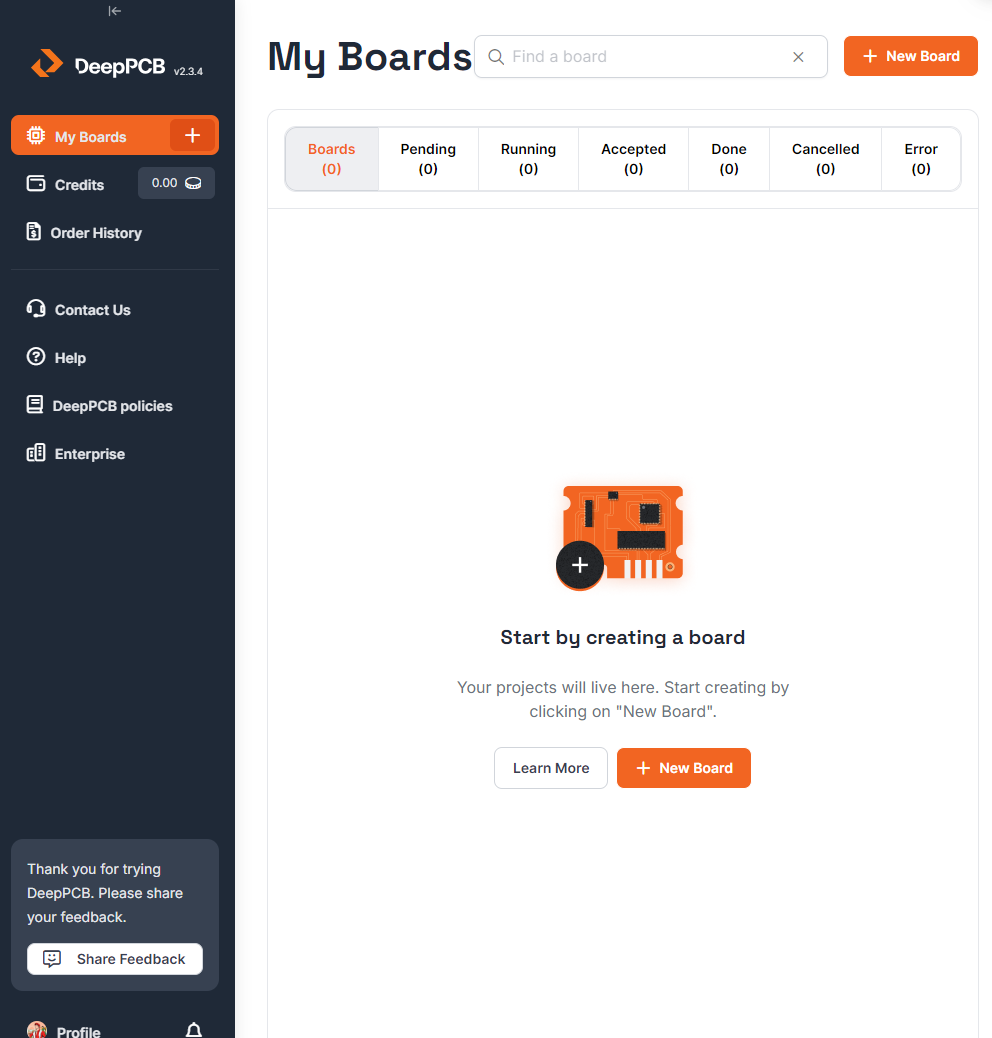 DeepPCB v2.3.4
My Boards
Credits
0.00
Order History
Contact Us
Help
DeepPCB policies
Enterprise
Thank you for trying
DeepPCB. Please share
your feedback.
Share Feedback
Profile
My Boards
Find a board
New Board
Boards
(0)
Pending
(0)
Running
(0)
Accepted
(0)
Done
(0)
Cancelled
(0)
Error
(0)
Start by creating a board
Your projects will live here. Start creating by
clicking on "New Board".
Learn More
New Board